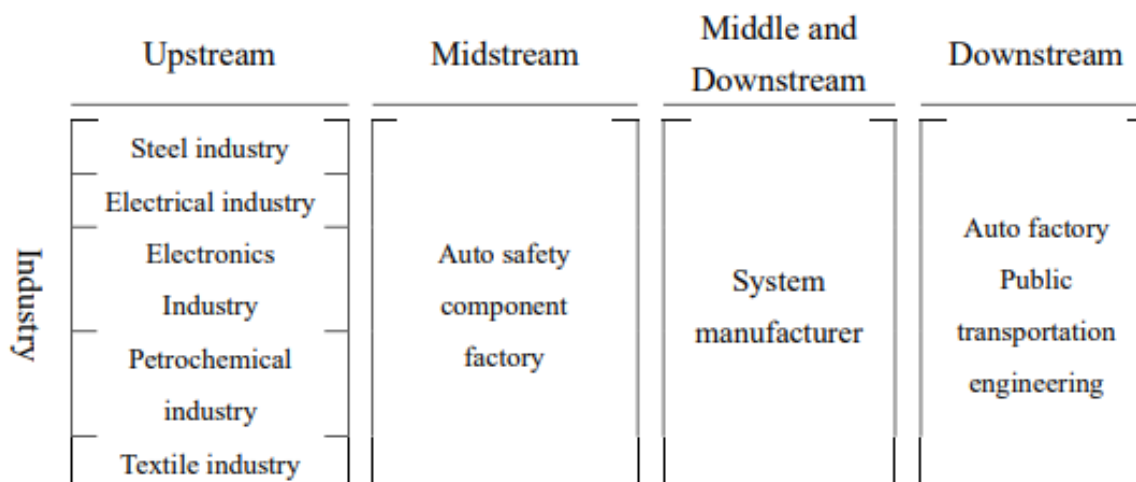 Upstream
Midstream
Middle and
Downstream
Downstream
Industry
Steel industry
Electrical industry
Electronics
Industry
Petrochemical
industry
Textile industry
Auto safety
component
factory
System
manufacturer
Auto factory
Public
transportation
engineering